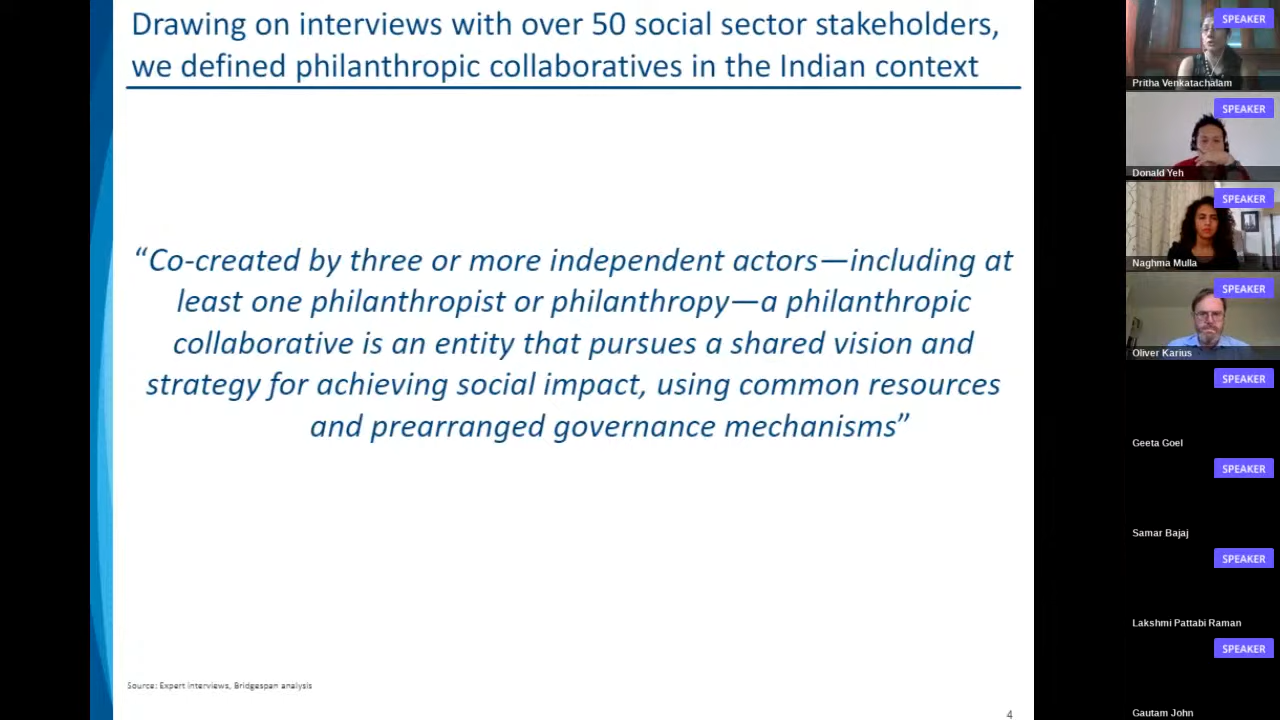 Drawing on interviews with over 50 social sector stakeholders,
we defined philanthropic collaboratives in the Indian context
“Co-created by three or more independent actors—including at
least one philanthropist or philanthropy—a philanthropic
collaborative is an entity that pursues a shared vision and
strategy for achieving social impact, using common resources
and prearranged governance mechanisms”
Source: Expert interviews, Bridgespan analysis
4
SPEAKER
Pritha Venkatachalam
SPEAKER
Donald Yeh
SPEAKER
Naghma Mulla
SPEAKER
Oliver Karius
SPEAKER
Geeta Goel
SPEAKER
Samar Bajaj
SPEAKER
Lakshmi Pattabi Raman
SPEAKER
Gautam John